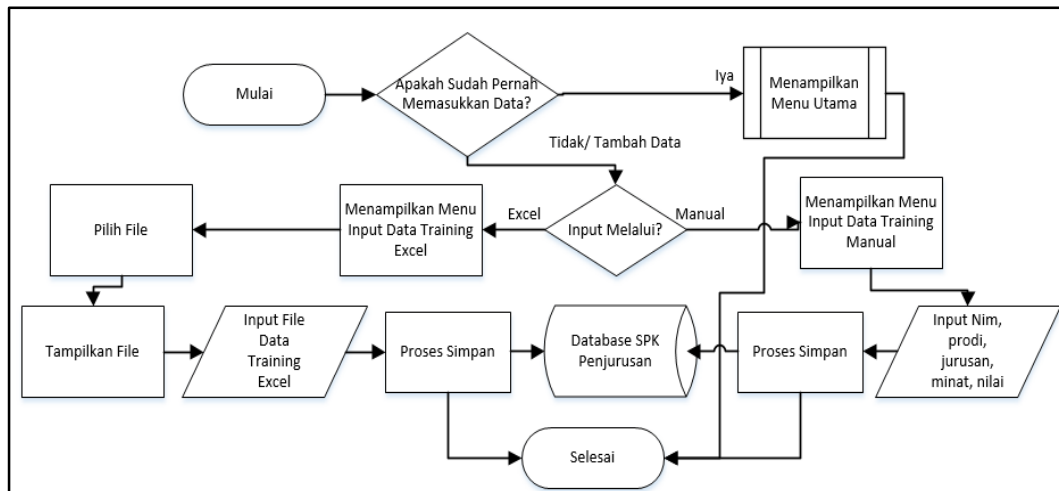 Mulai
Apakah Sudah Pernah
Memasukkan Data?
Iya
Menampilkan
Menu Utama
Tidak/ Tambah Data
Pilih File
Menampilkan Menu
Input Data Training
Excel
Excel
Input Melalui?
Manual
Menampilkan Menu
Input Data Training
Manual
Tampilkan File
Input File
Data
Training
Excel
Proses Simpan
Database SPK
Penjurusan
Proses Simpan
Input Nim,
prodi,
jurusan,
minat, nilai
Selesai